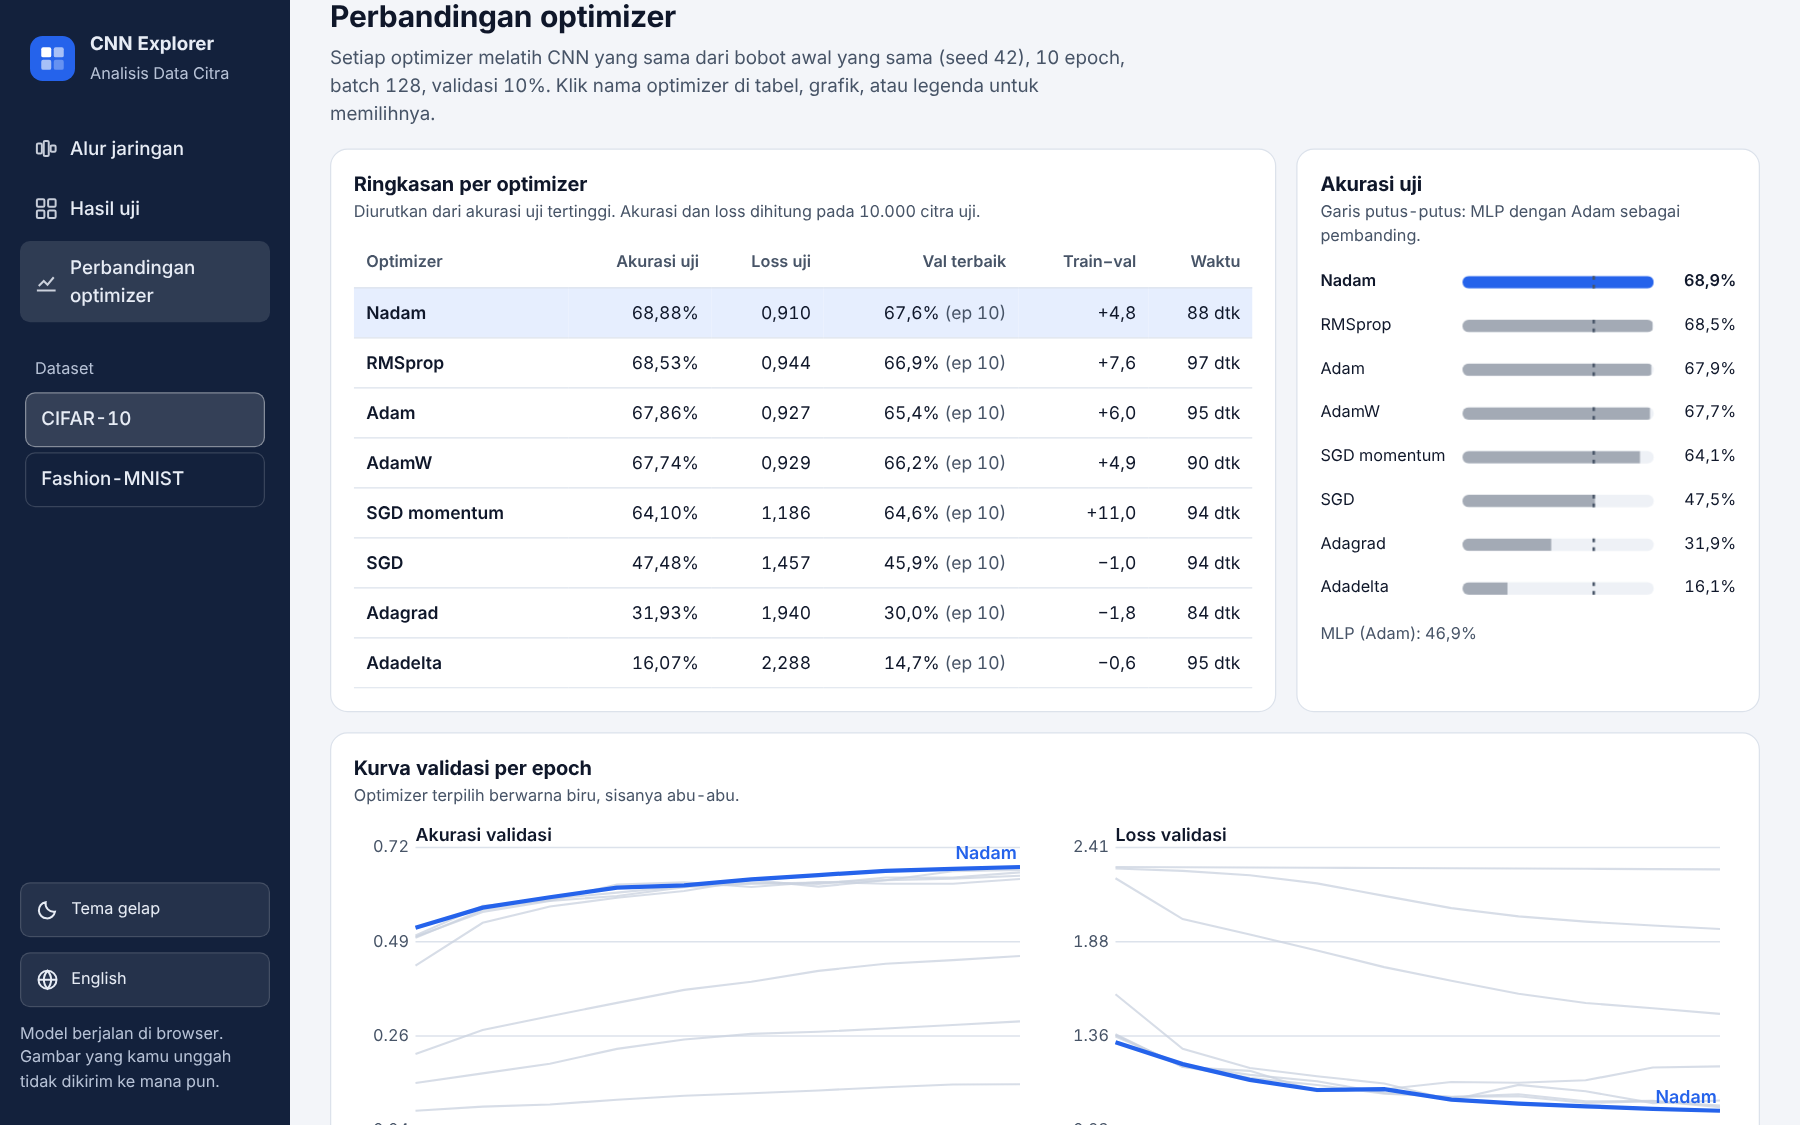 CNN Explorer
Analisis Data Citra
Alur jaringan
Hasil uji
Perbandingan
optimizer
Dataset
CIFAR-10
Fashion-MNIST
Tema gelap
English
Model berjalan di browser.
Gambar yang kamu unggah
tidak dikirim ke mana pun.
Perbandingan optimizer
Setiap optimizer melatih CNN yang sama dari bobot awal yang sama (seed 42), 10 epoch,
batch 128, validasi 10%. Klik nama optimizer di tabel, grafik, atau legenda untuk
memilihnya.
Ringkasan per optimizer
Diurutkan dari akurasi uji tertinggi. Akurasi dan loss dihitung pada 10.000 citra uji.
Optimizer Akurasi uji Loss uji Val terbaik Train–val Waktu
Nadam 68,88% 0,910 67,6% (ep 10) +4,8 88 dtk
RMSprop 68,53% 0,944 66,9% (ep 10) +7,6 97 dtk
Adam 67,86% 0,927 65,4% (ep 10) +6,0 95 dtk
AdamW 67,74% 0,929 66,2% (ep 10) +4,9 90 dtk
SGD momentum 64,10% 1,186 64,6% (ep 10) +11,0 94 dtk
SGD 47,48% 1,457 45,9% (ep 10) −1,0 94 dtk
Adagrad 31,93% 1,940 30,0% (ep 10) −1,8 84 dtk
Adadelta 16,07% 2,288 14,7% (ep 10) −0,6 95 dtk
Akurasi uji
Garis putus-putus: MLP dengan Adam sebagai
pembanding.
Nadam 68,9%
RMSprop 68,5%
Adam 67,9%
AdamW 67,7%
SGD momentum 64,1%
SGD 47,5%
Adagrad 31,9%
Adadelta 16,1%
MLP (Adam): 46,9%
Kurva validasi per epoch
Optimizer terpilih berwarna biru, sisanya abu-abu.
Akurasi validasi
0.72
Nadam
0.49
0.26
Loss validasi
2.41
1.88
1.36
Nadam